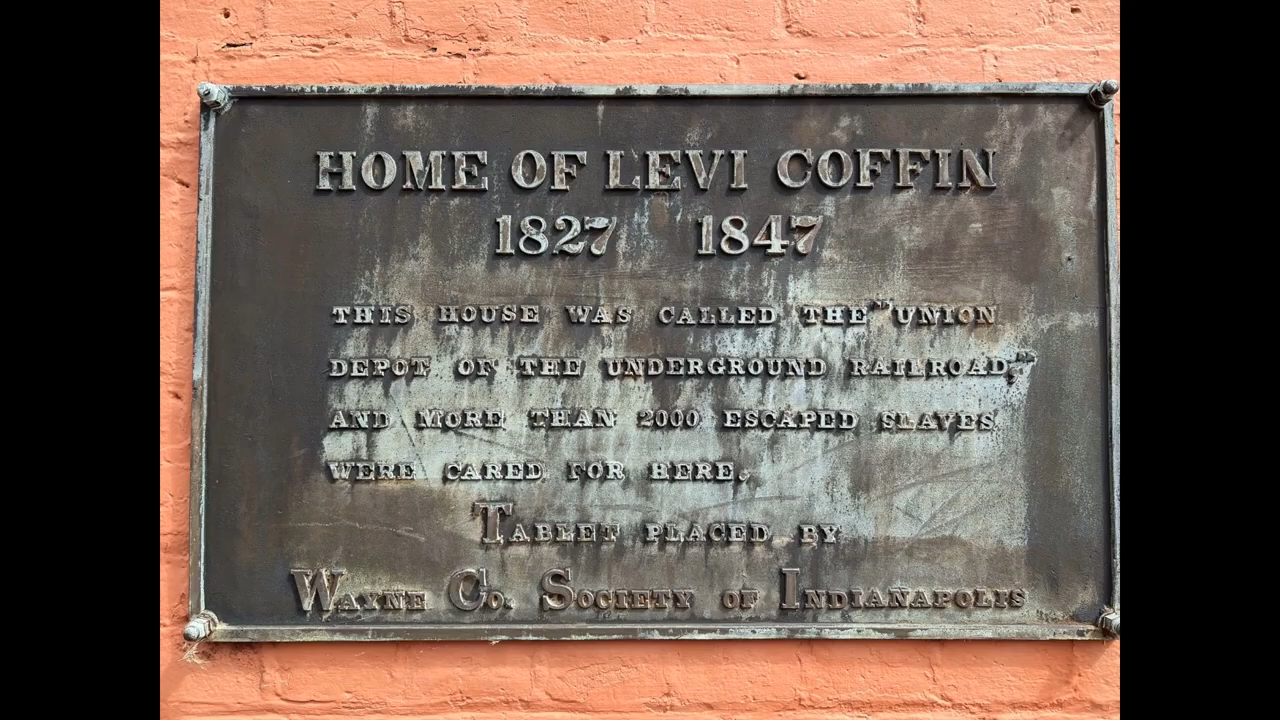 HOME OF LEVI COFFIN
1827 1847
THIS HOUSE WAS CALLED THE "UNION
DEPOT OF THE UNDERGROUND RAILROAD,"
AND MORE THAN 2000 ESCAPED SLAVES
WERE CARED FOR HERE.
TABLET PLACED BY
WAYNE CO. SOCIETY OF INDIANAPOLIS